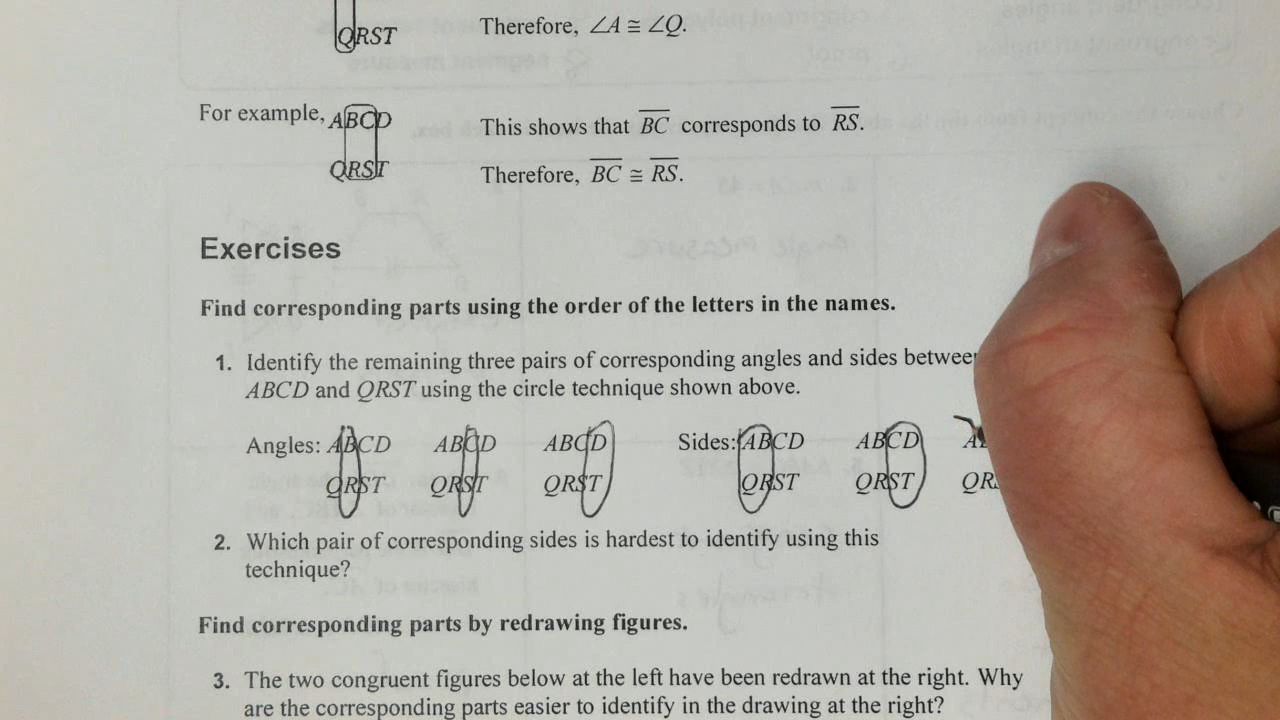 QRST Therefore, ∠A ≅ ∠Q.
For example, ABCD This shows that BC corresponds to RS.
QRST Therefore, BC ≅ RS.
Exercises
Find corresponding parts using the order of the letters in the names.
1. Identify the remaining three pairs of corresponding angles and sides
ABCD and QRST using the circle technique shown above.
Angles: ABCD ABCD ABCD Sides: ABCD ABCD
QRST QRST QRST QRST QRST
2. Which pair of corresponding sides is hardest to identify using this
technique?
Find corresponding parts by redrawing figures.
3. The two congruent figures below at the left have been redrawn at the right. Why
are the corresponding parts easier to identify in the drawing at the right?